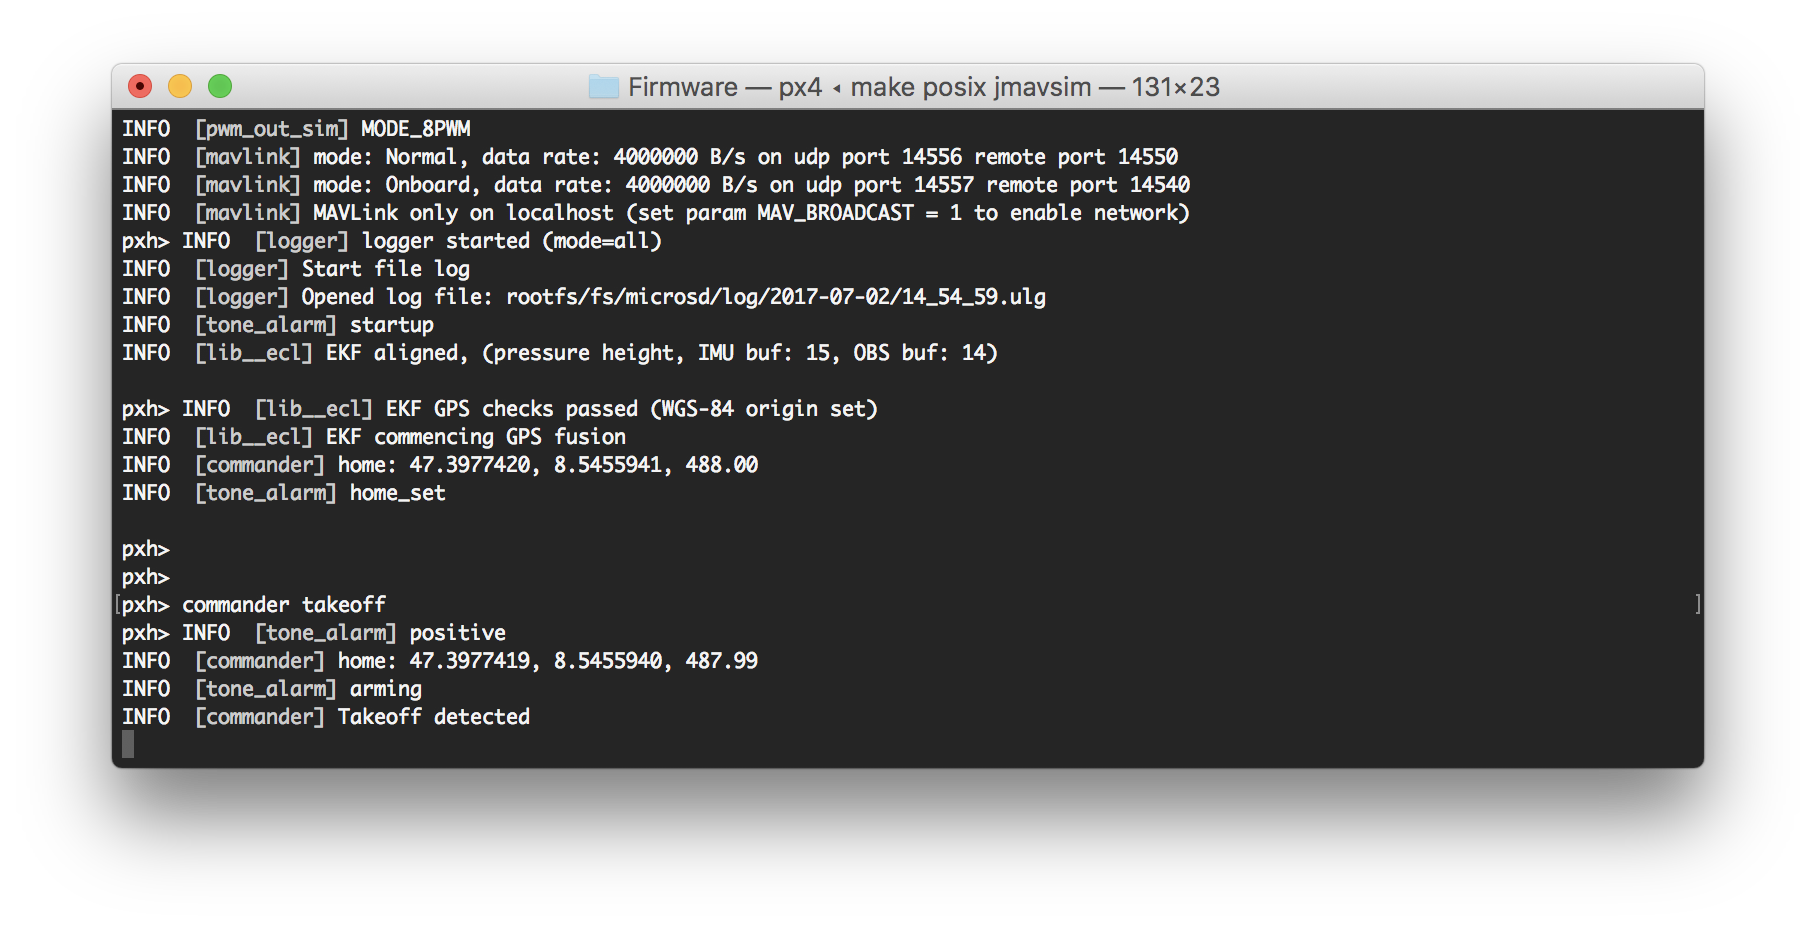 Firmware — px4 ◂ make posix jmavsim — 131×23
INFO  [pwm_out_sim] MODE_8PWM
INFO  [mavlink] mode: Normal, data rate: 4000000 B/s on udp port 14556 remote port 14550
INFO  [mavlink] mode: Onboard, data rate: 4000000 B/s on udp port 14557 remote port 14540
INFO  [mavlink] MAVLink only on localhost (set param MAV_BROADCAST = 1 to enable network)
pxh> INFO  [logger] logger started (mode=all)
INFO  [logger] Start file log
INFO  [logger] Opened log file: rootfs/fs/microsd/log/2017-07-02/14_54_59.ulg
INFO  [tone_alarm] startup
INFO  [lib__ecl] EKF aligned, (pressure height, IMU buf: 15, OBS buf: 14)
pxh> INFO  [lib__ecl] EKF GPS checks passed (WGS-84 origin set)
INFO  [lib__ecl] EKF commencing GPS fusion
INFO  [commander] home: 47.3977420, 8.5455941, 488.00
INFO  [tone_alarm] home_set
pxh>
pxh>
[pxh> commander takeoff ]
pxh> INFO  [tone_alarm] positive
INFO  [commander] home: 47.3977419, 8.5455940, 487.99
INFO  [tone_alarm] arming
INFO  [commander] Takeoff detected